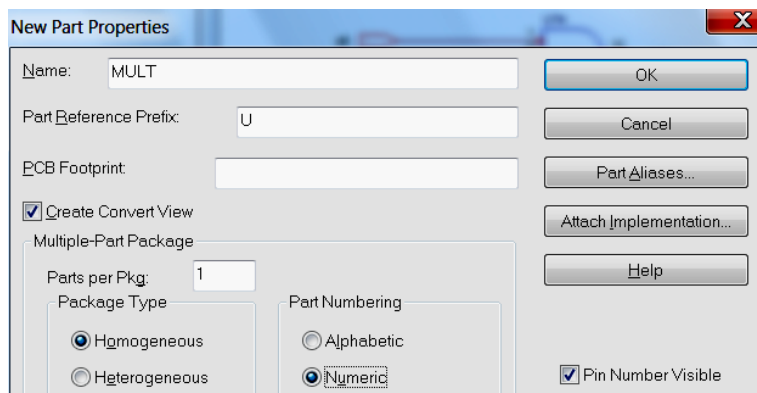 New Part Properties
Name: MULT
OK
Part Reference Prefix: U
Cancel
PCB Footprint:
Part Aliases...
Create Convert View
Attach Implementation...
Multiple-Part Package
Parts per Pkg: 1
Help
Package Type
Part Numbering
Homogeneous
Alphabetic
Heterogeneous
Numeric
Pin Number Visible